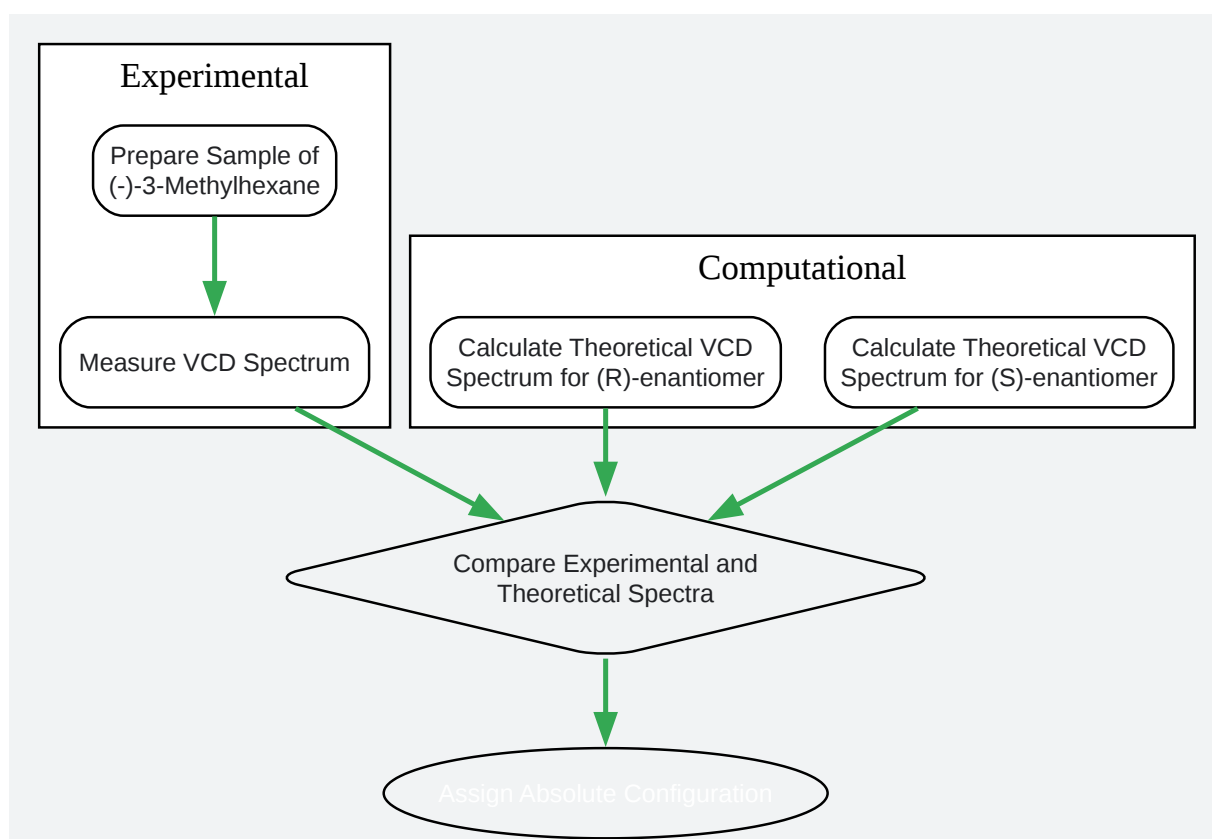 Experimental
Prepare Sample of
(-)-3-Methylhexane
Measure VCD Spectrum
Computational
Calculate Theoretical VCD
Spectrum for (R)-enantiomer
Calculate Theoretical VCD
Spectrum for (S)-enantiomer
Compare Experimental and
Theoretical Spectra
Assign Absolute Configuration